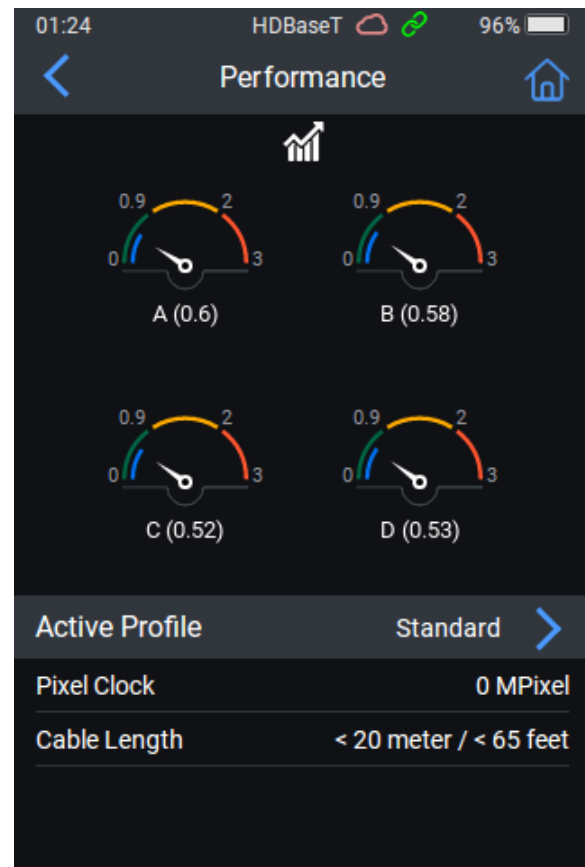 01:24 HDBaseT 96%
Performance
0.9 2 0.9 2
0 3 0 3
A (0.6) B (0.58)
0.9 2 0.9 2
0 3 0 3
C (0.52) D (0.53)
Active Profile Standard
Pixel Clock 0 MPixel
Cable Length < 20 meter / < 65 feet